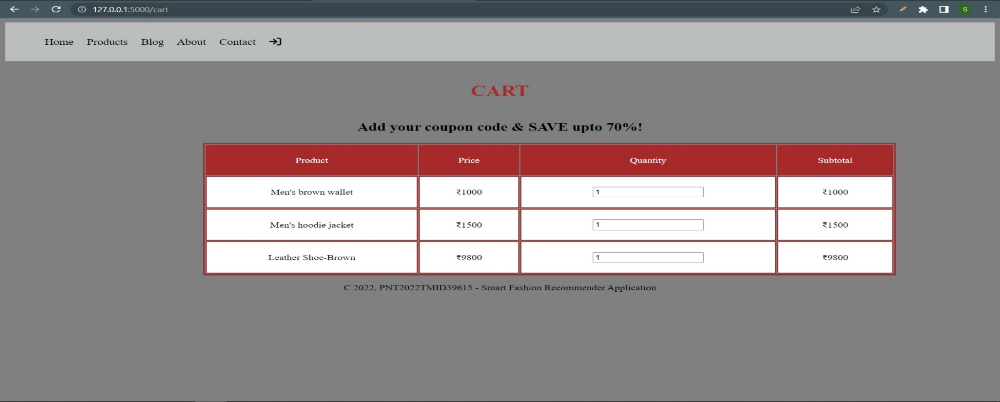 127.0.0.1:5000/cart
S
Home Products Blog About Contact
CART
Add your coupon code & SAVE upto 70%!
Product Price Quantity Subtotal
Men's brown wallet ₹1000 1 ₹1000
Men's hoodie jacket ₹1500 1 ₹1500
Leather Shoe-Brown ₹9800 1 ₹9800
C 2022, PNT2022TMID39615 - Smart Fashion Recommender Application